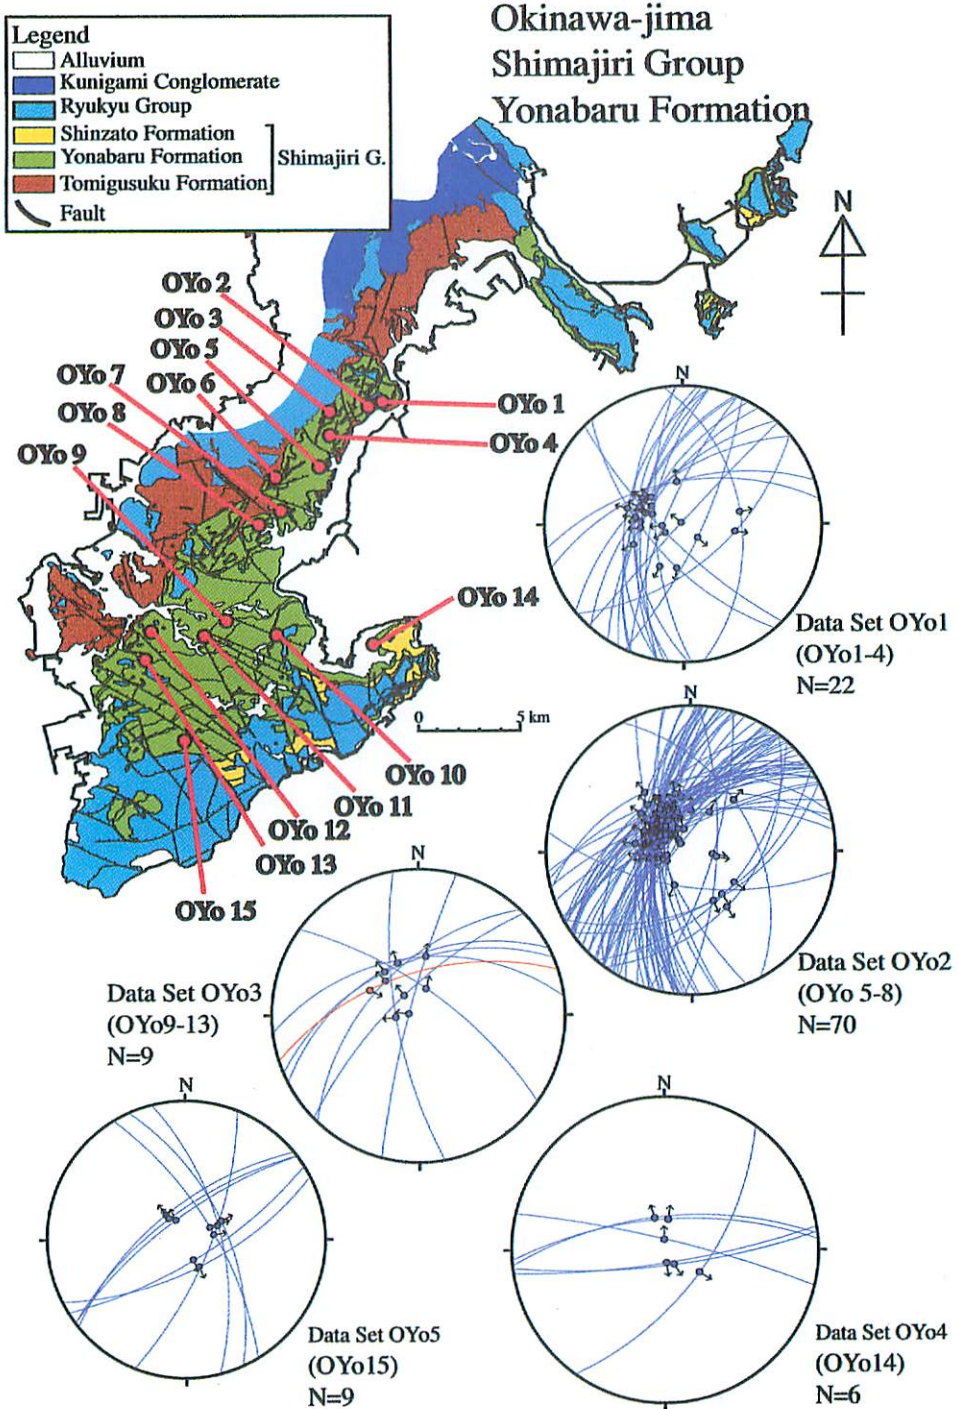 Okinawa-jima
Shimajiri Group
Yonabaru Formation
Legend
Alluvium
Kunigami Conglomerate
Ryukyu Group
Shinzato Formation
Yonabaru Formation
Tomigusuku Formation
Shimajiri G.
Fault
N
OYo 2
OYo 3
OYo 5
OYo 7
OYo 6
OYo 8
OYo 9
OYo 1
OYo 4
OYo 14
0 5 km
OYo 10
OYo 11
OYo 12
OYo 13
OYo 15
N
Data Set OYo1
(OYo1-4)
N=22
N
Data Set OYo2
(OYo 5-8)
N=70
N
Data Set OYo3
(OYo9-13)
N=9
N
Data Set OYo5
(OYo15)
N=9
N
Data Set OYo4
(OYo14)
N=6